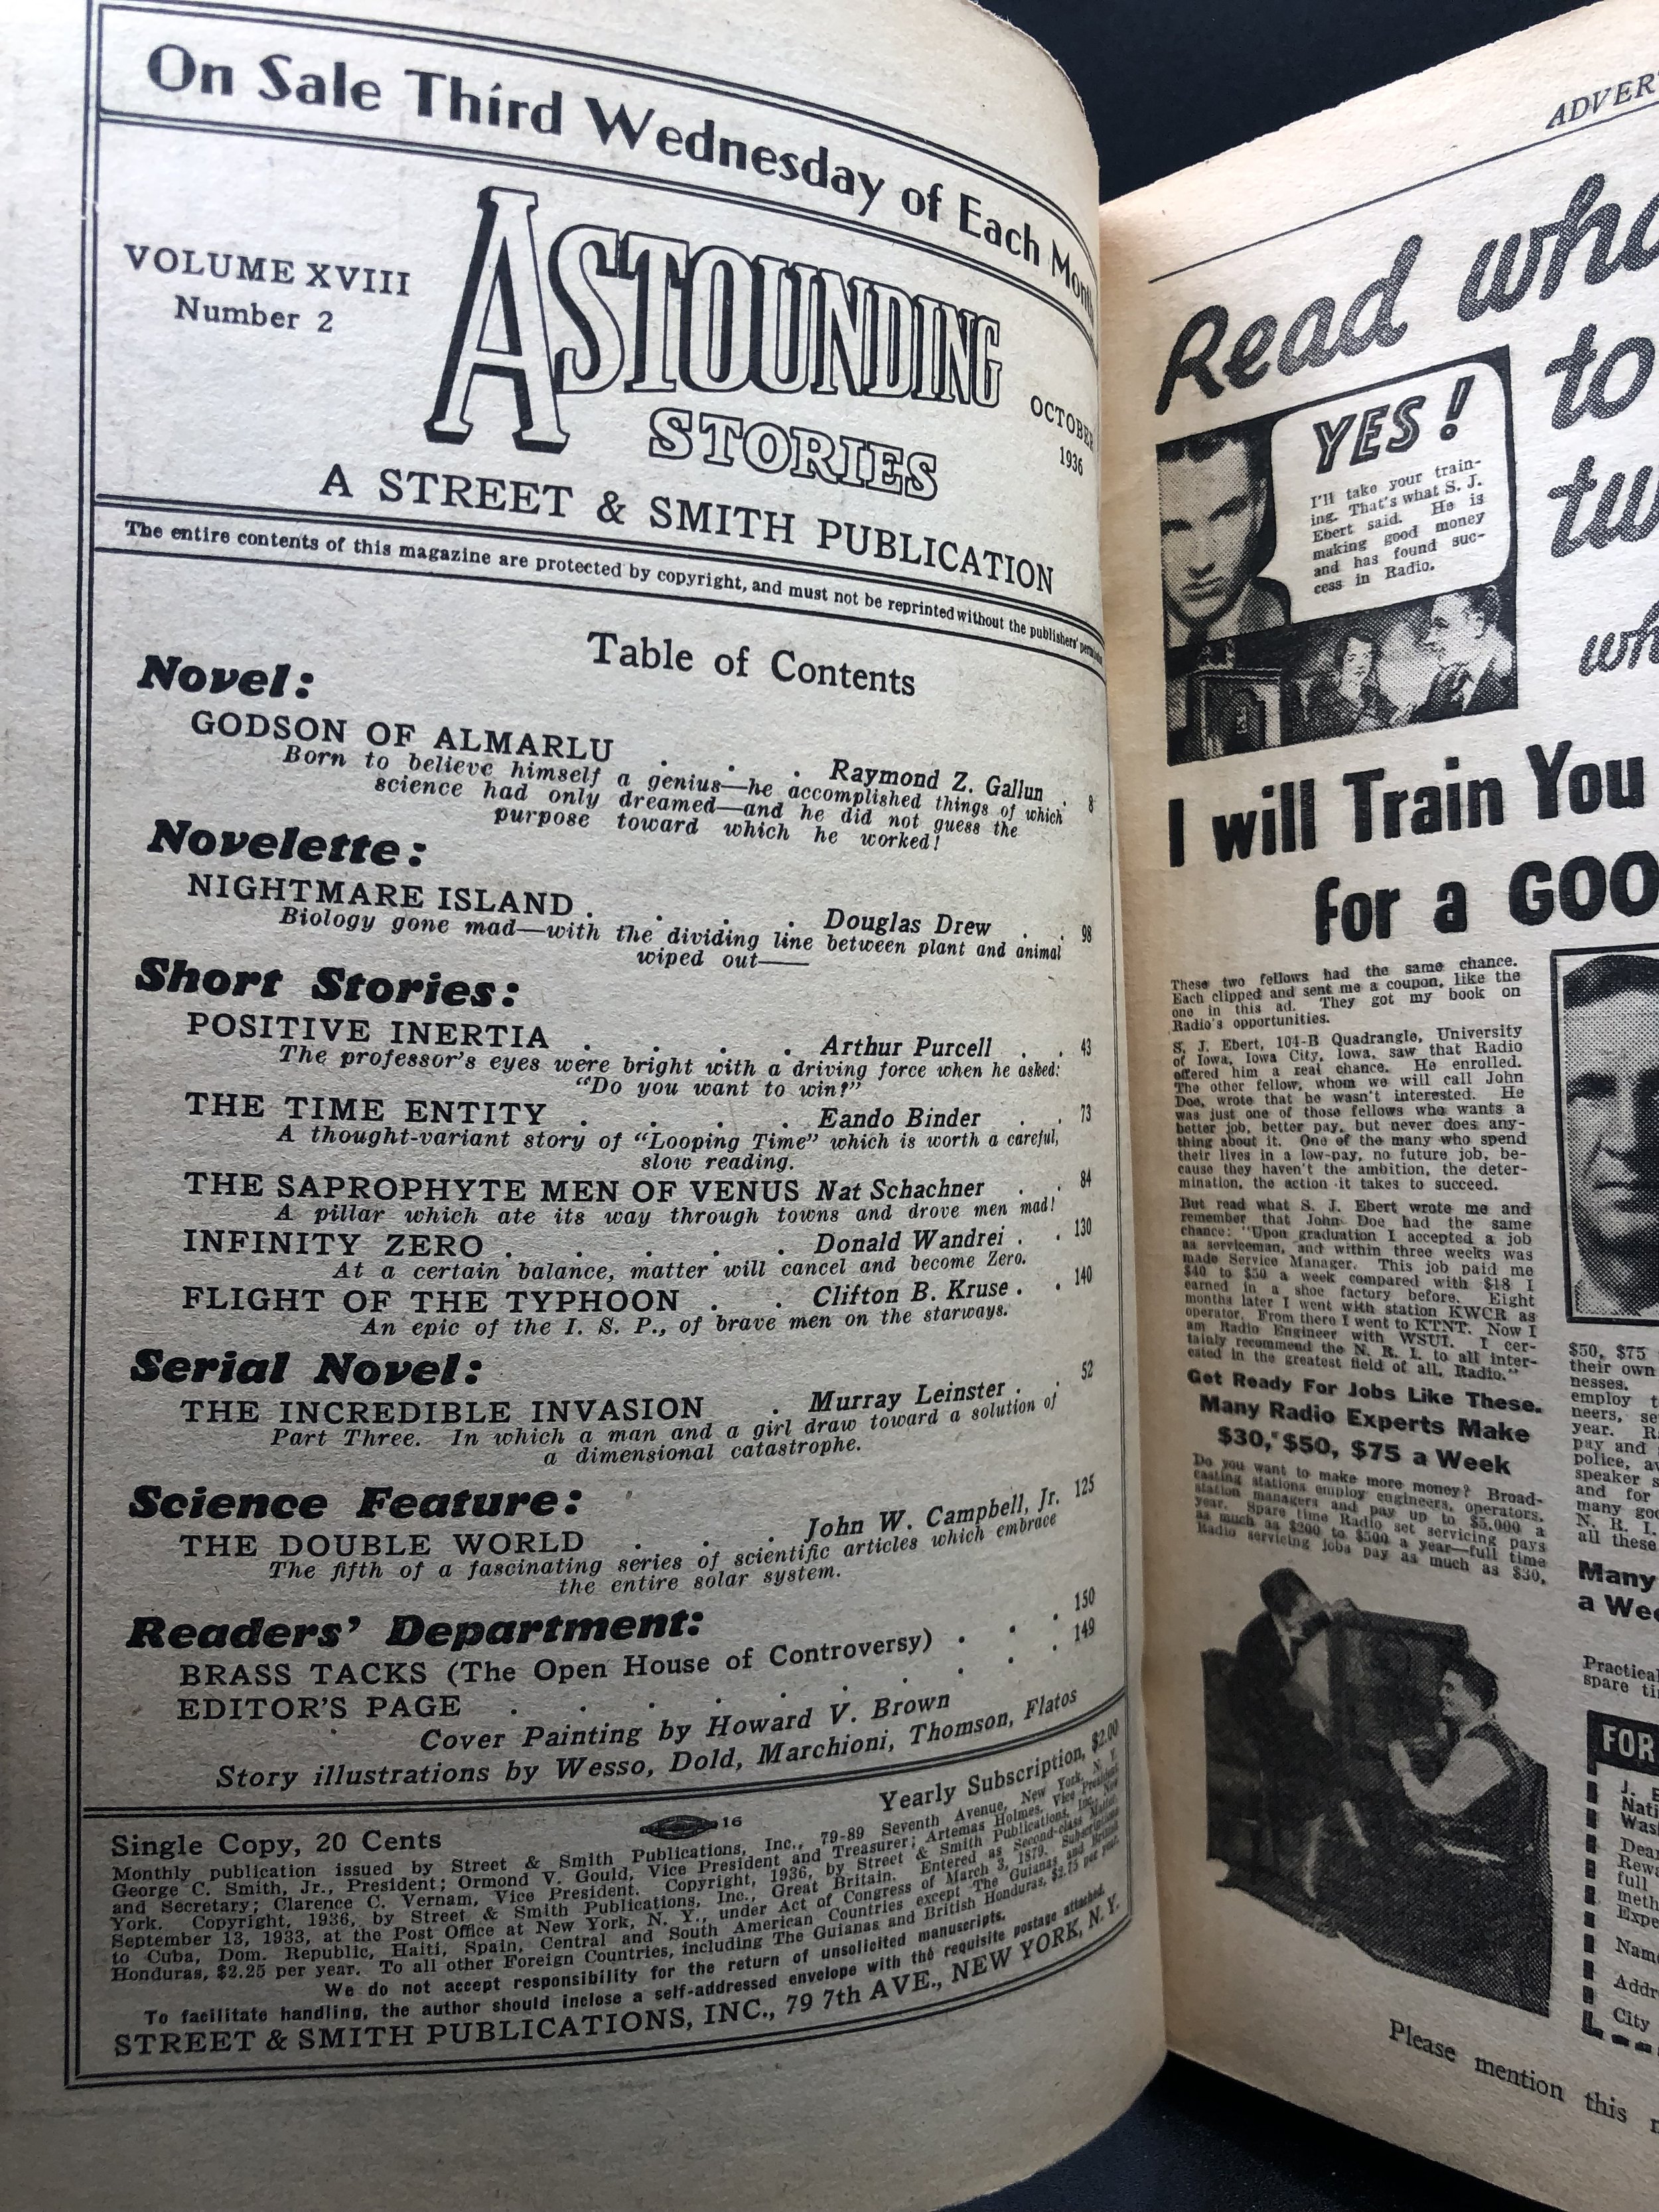 On Sale Third Wednesday of Each Month
VOLUME XVIII
Number 2
ASTOUNDING
STORIES
OCTOBER
1936
A STREET & SMITH PUBLICATION
The entire contents of this magazine are protected by copyright, and must not be reprinted without the publishers' permission
Table of Contents
Novel:
GODSON OF ALMARLU . . . Raymond Z. Gallun . 8
Born to believe himself a genius—he accomplished things of which
science had only dreamed—and he did not guess the
purpose toward which he worked!
Novelette:
NIGHTMARE ISLAND . . . . Douglas Drew . . 98
Biology gone mad—with the dividing line between plant and animal
wiped out——
Short Stories:
POSITIVE INERTIA . . . . Arthur Purcell . . 43
The professor's eyes were bright with a driving force when he asked:
"Do you want to win?"
THE TIME ENTITY . . . . Eando Binder . . 73
A thought-variant story of "Looping Time" which is worth a careful,
slow reading.
THE SAPROPHYTE MEN OF VENUS Nat Schachner . . 84
A pillar which ate its way through towns and drove men mad!
INFINITY ZERO . . . . . Donald Wandrei . . 130
At a certain balance, matter will cancel and become Zero.
FLIGHT OF THE TYPHOON . . Clifton B. Kruse . . 140
An epic of the I. S. P., of brave men on the starways.
Serial Novel:
THE INCREDIBLE INVASION . Murray Leinster . . 52
Part Three. In which a man and a girl draw toward a solution of
a dimensional catastrophe.
Science Feature:
THE DOUBLE WORLD . . . John W. Campbell, Jr. 125
The fifth of a fascinating series of scientific articles which embrace
the entire solar system.
Readers' Department:
BRASS TACKS (The Open House of Controversy) . . . 150
EDITOR'S PAGE . . . . . . . . . 149
Cover Painting by Howard V. Brown
Story illustrations by Wesso, Dold, Marchioni, Thomson, Flatos
Single Copy, 20 Cents
16
Yearly Subscription, $2.00
Monthly publication issued by Street & Smith Publications, Inc., 79-89 Seventh Avenue, New York, N. Y.
George C. Smith, Jr., President; Ormond V. Gould, Vice President and Treasurer; Artemas Holmes, Vice President
and Secretary; Clarence C. Vernam, Vice President. Copyright, 1936, by Street & Smith Publications, Inc., New
York. Copyright, 1936, by Street & Smith Publications, Inc., Great Britain. Entered as Second-class Matter,
September 13, 1933, at the Post Office at New York, N. Y., under Act of Congress of March 3, 1879. Subscriptions
to Cuba, Dom. Republic, Haiti, Spain, Central and South American Countries except The Guianas and British
Honduras, $2.25 per year. To all other Foreign Countries, including The Guianas and British Honduras, $2.75 per year.
We do not accept responsibility for the return of unsolicited manuscripts.
To facilitate handling, the author should inclose a self-addressed envelope with the requisite postage attached.
STREET & SMITH PUBLICATIONS, INC., 79 7th AVE., NEW YORK, N. Y.
Read
to
YES!
I'll take your train-
ing. That's what S. J.
Ebert said. He is
making good money
and has found suc-
cess in Radio.
I will Train You
for a
These two fellows had the same chance.
Each clipped and sent me a coupon, like the
one in this ad. They got my book on
Radio's opportunities.
S. J. Ebert, 104-B Quadrangle, University
of Iowa, Iowa City, Iowa, saw that Radio
offered him a real chance. He enrolled.
The other fellow, whom we will call John
Doe, wrote that he wasn't interested. He
was just one of those fellows who wants a
better job, better pay, but never does any-
thing about it. One of the many who spend
their lives in a low-pay, no future job, be-
cause they haven't the ambition, the deter-
mination, the action it takes to succeed.
But read what S. J. Ebert wrote me and
remember that John Doe had the same
chance: "Upon graduation I accepted a job
as serviceman, and within three weeks was
made Service Manager. This job paid me
$40 to $50 a week compared with $18 I
earned in a shoe factory before. Eight
months later I went with station KWCR as
operator. From there I went to KTNT. Now I
am Radio Engineer with WSUI. I cer-
tainly recommend the N. R. I. to all inter-
ested in the greatest field of all, Radio."
Get Ready For Jobs Like These.
Many Radio Experts Make
$30, $50, $75 a Week
Do you want to make more money? Broad-
casting stations employ engineers, operators,
station managers and pay up to $5,000 a
year. Spare time Radio set servicing pays
as much as $200 to $500 a year—full time
Radio servicing jobs pay as much as $30,
$50, $75
their own
nesses.
employ
year.
pay and
police,
speaker
and for
many
N. R. I.
all these
Many
a
spare
FOR
J.
Dear
full
City
Please mention this